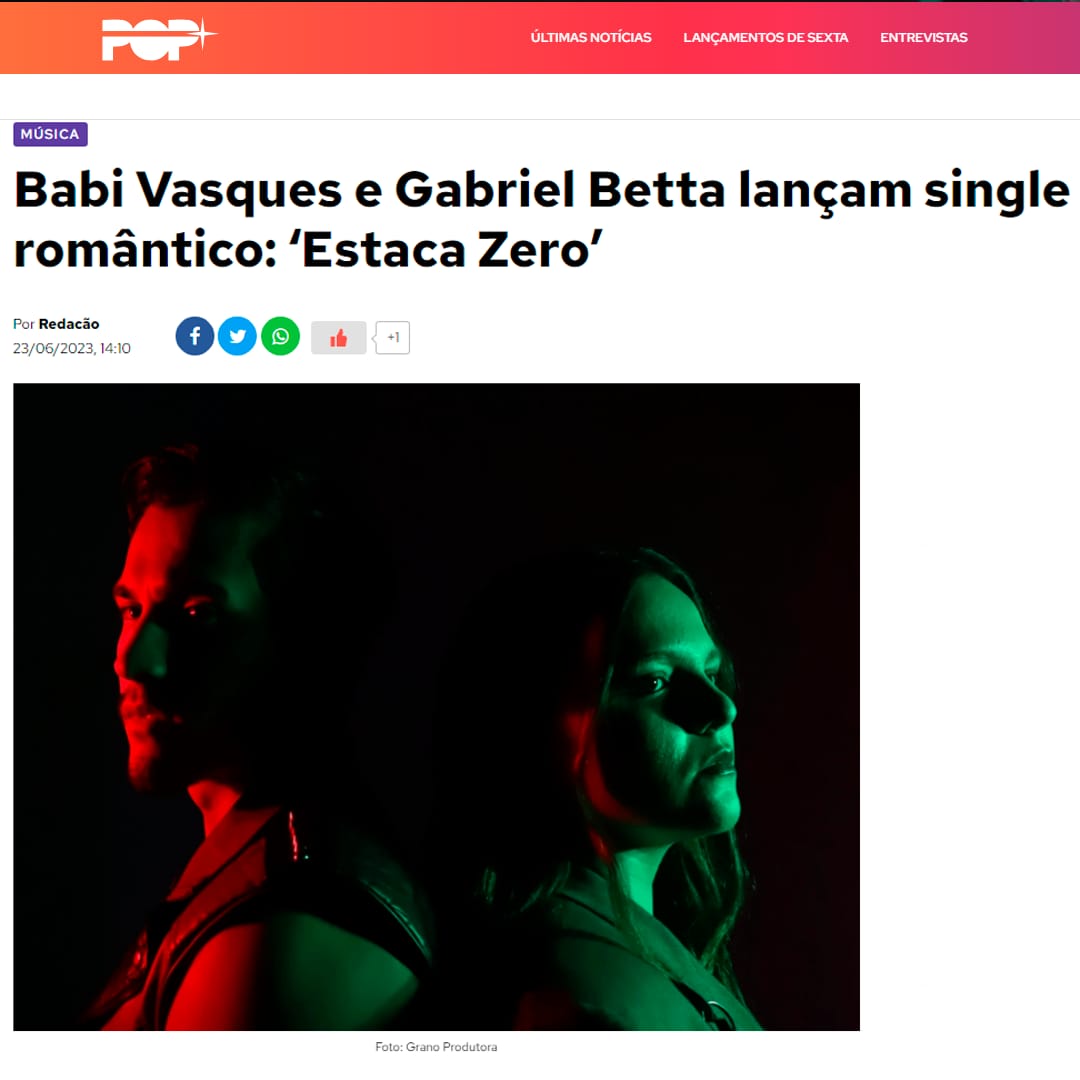 POP
ÚLTIMAS NOTÍCIAS LANÇAMENTOS DE SEXTA ENTREVISTAS
MÚSICA
Babi Vasques e Gabriel Betta lançam single
romântico: ‘Estaca Zero’
Por Redacão
23/06/2023, 14:10
+1
Foto: Grano Produtora